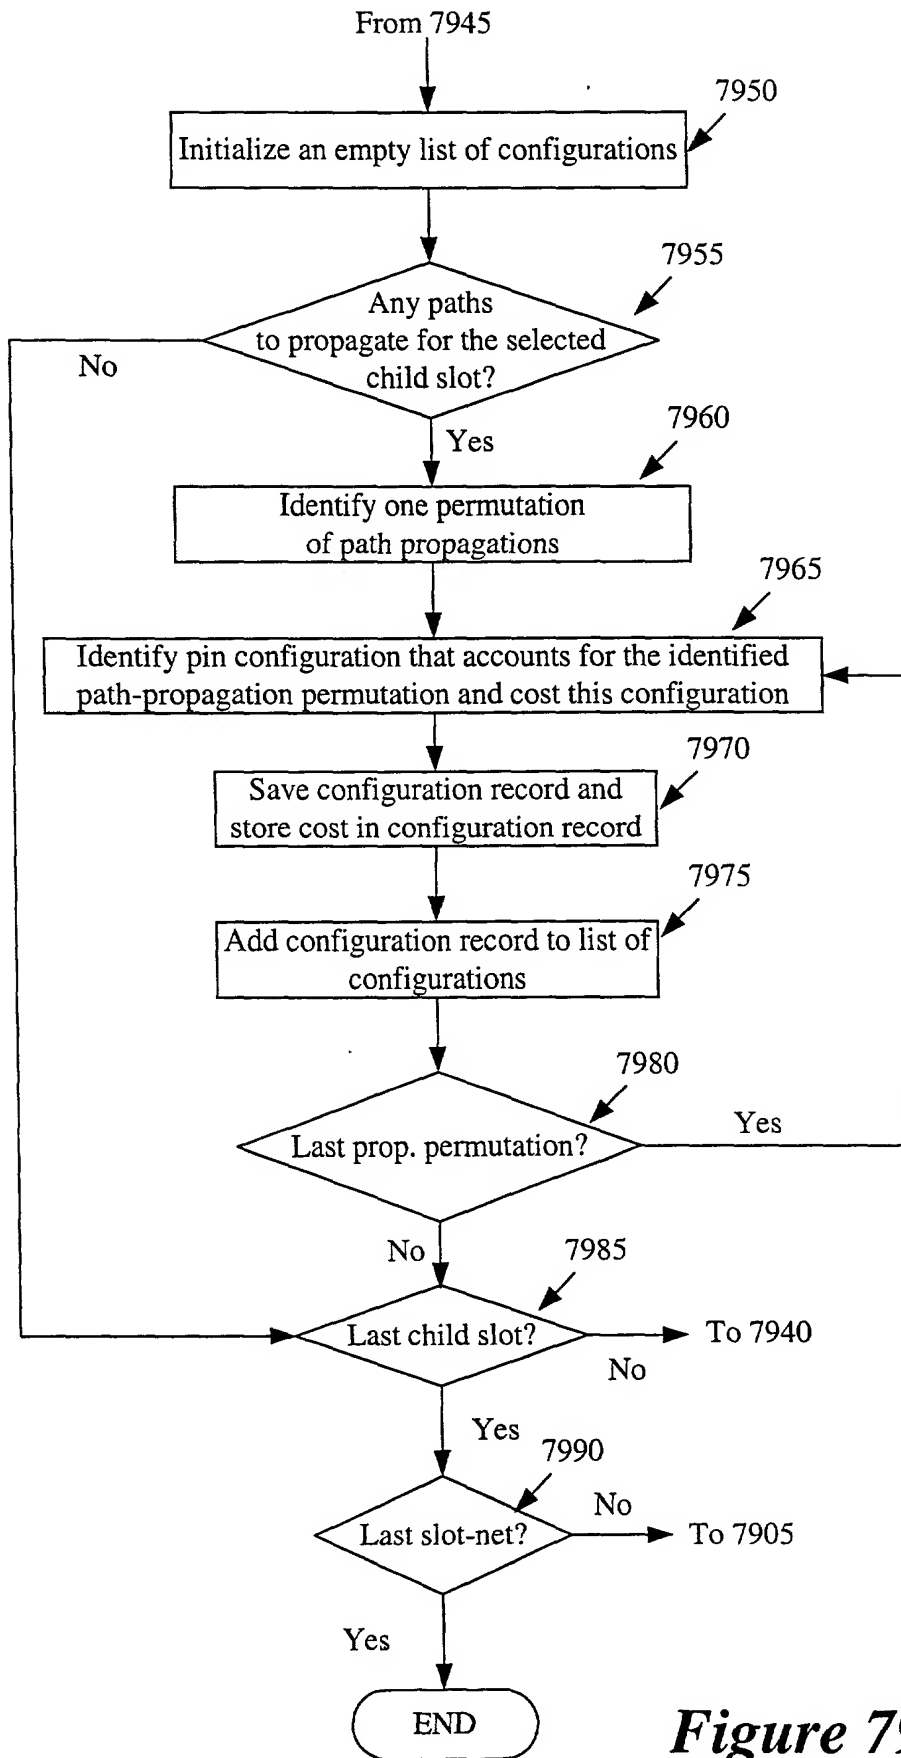 From 7945
7950
Initialize an empty list of configurations
7955
Any paths
to propagate for the selected
child slot?
No
Yes
7960
Identify one permutation
of path propagations
7965
Identify pin configuration that accounts for the identified
path-propagation permutation and cost this configuration
7970
Save configuration record and
store cost in configuration record
7975
Add configuration record to list of
configurations
7980
Last prop. permutation?
Yes
No
7985
Last child slot?
To 7940
No
Yes
7990
Last slot-net?
No
To 7905
Yes
END
Figure 79